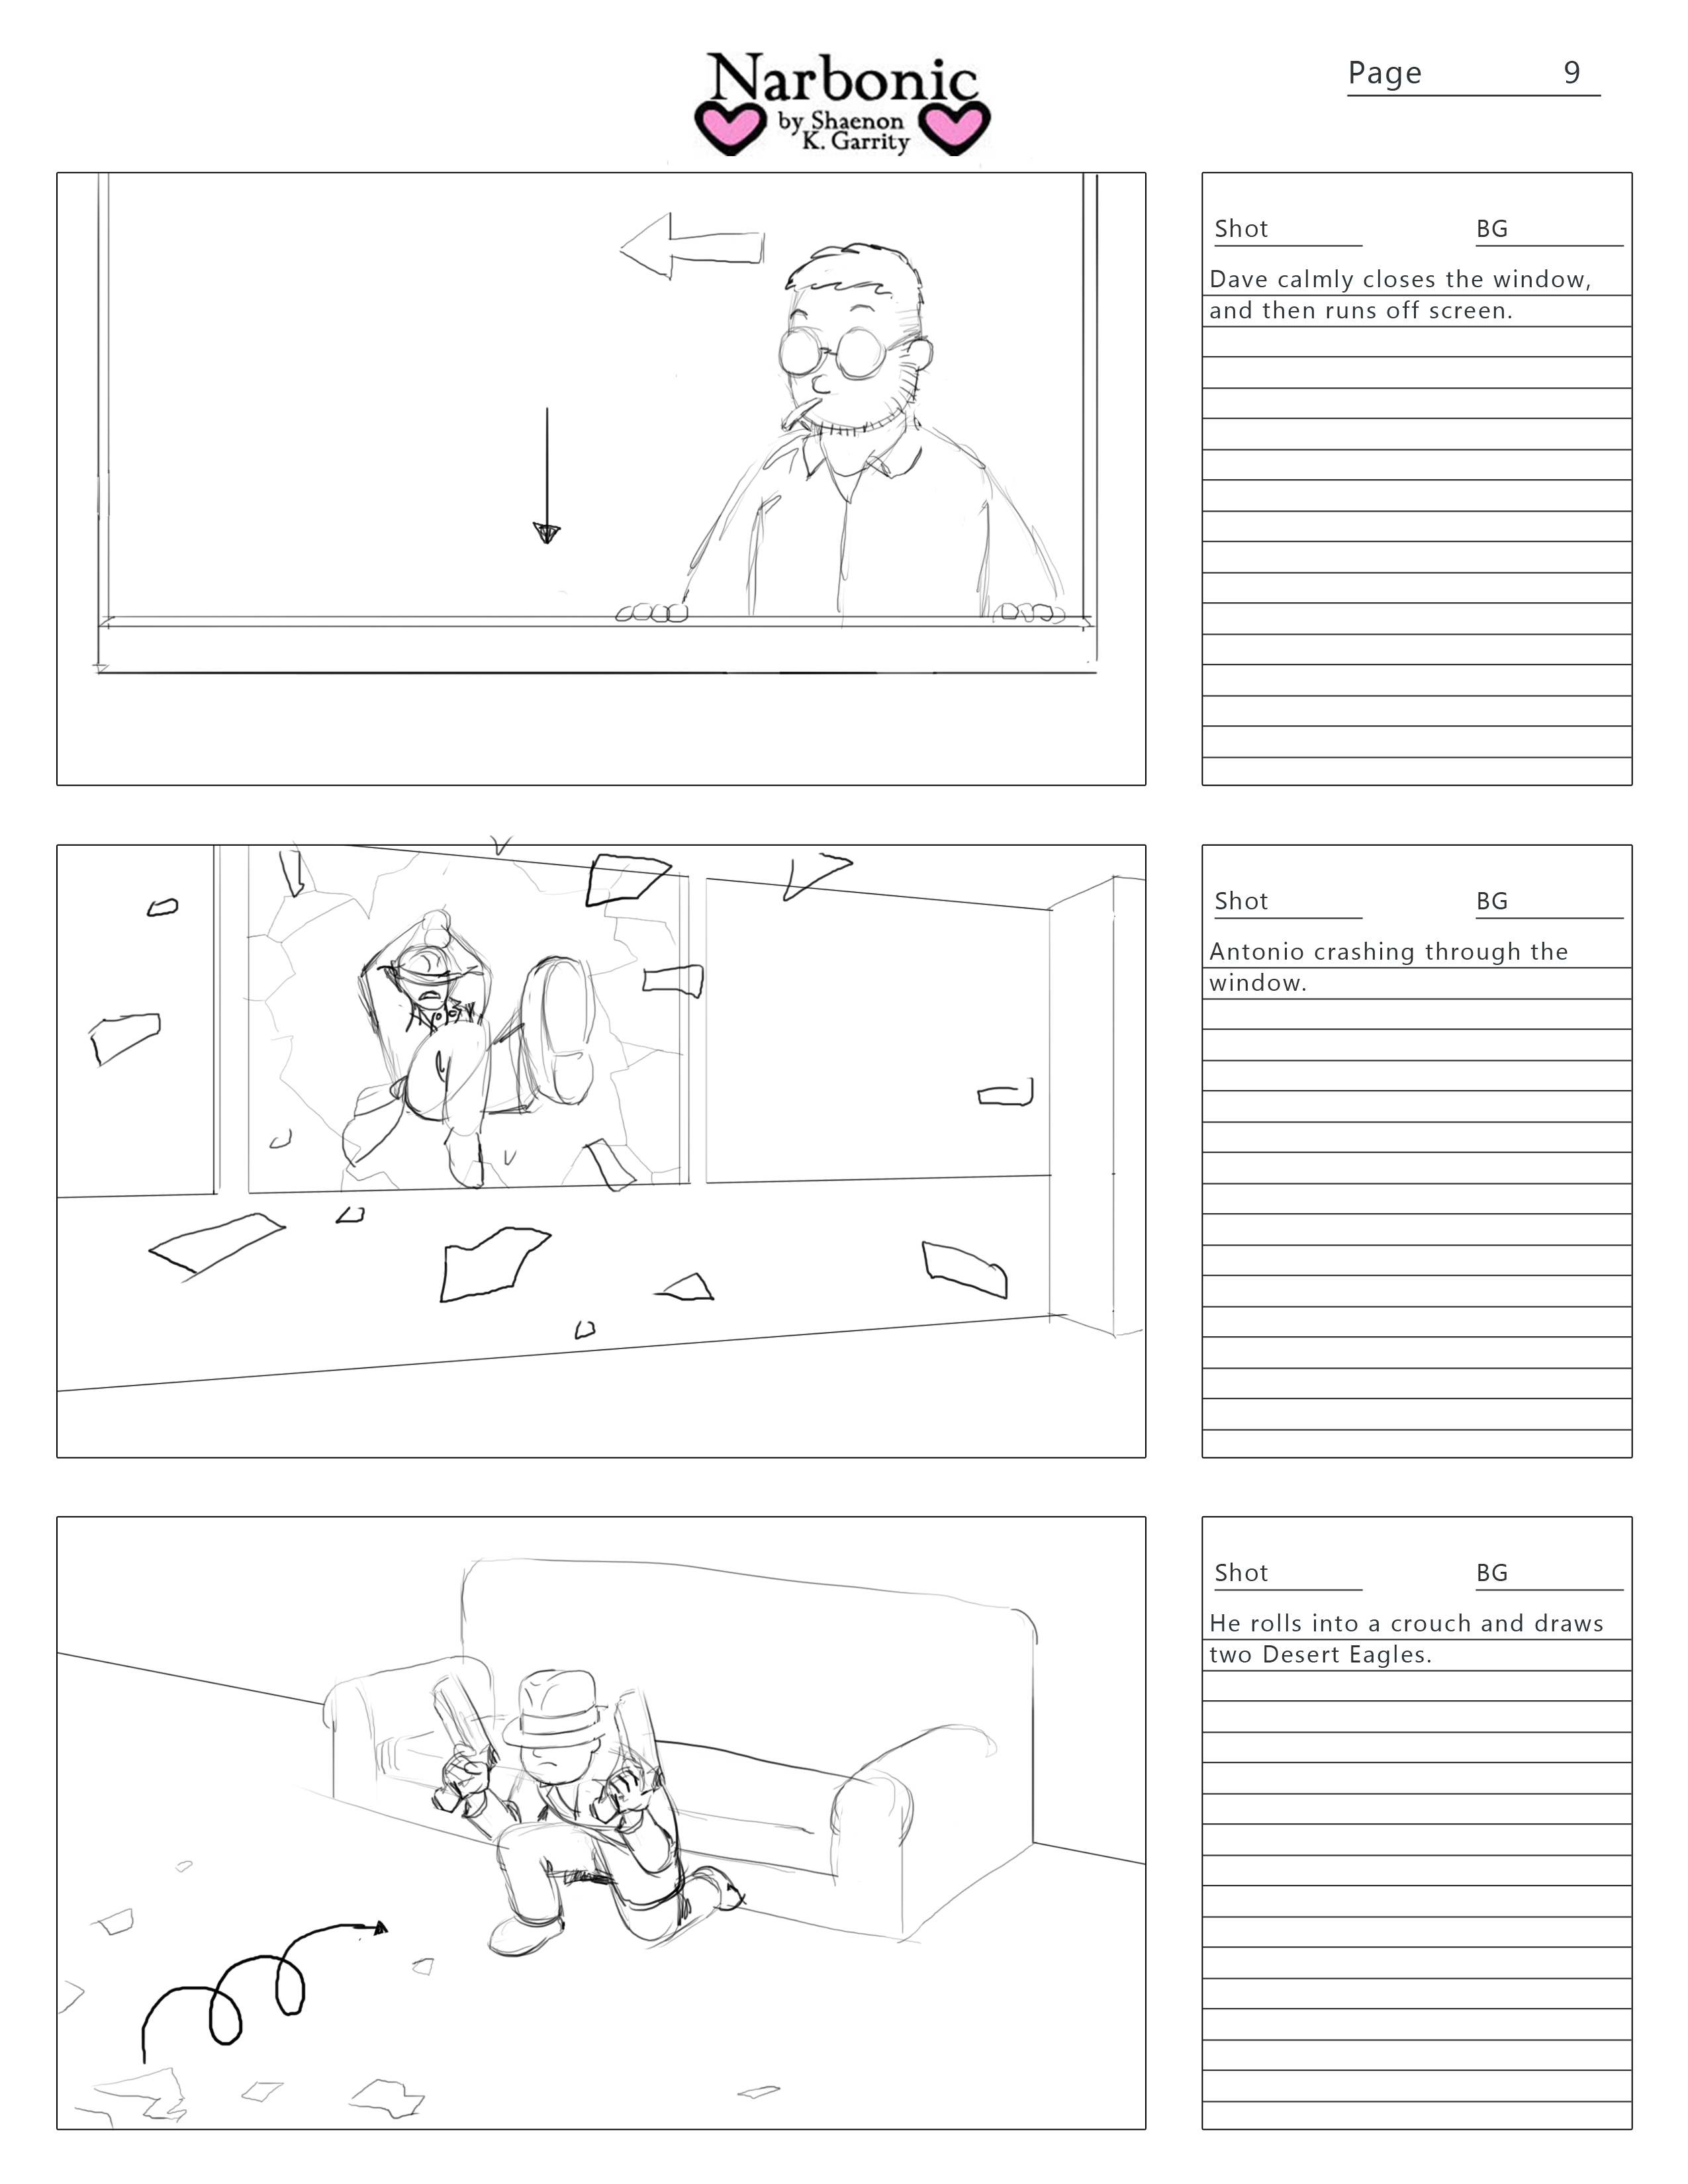 Narbonic
by Shaenon
K. Garrity
Page 9
Shot BG
Dave calmly closes the window,
and then runs off screen.
Shot BG
Antonio crashing through the
window.
Shot BG
He rolls into a crouch and draws
two Desert Eagles.